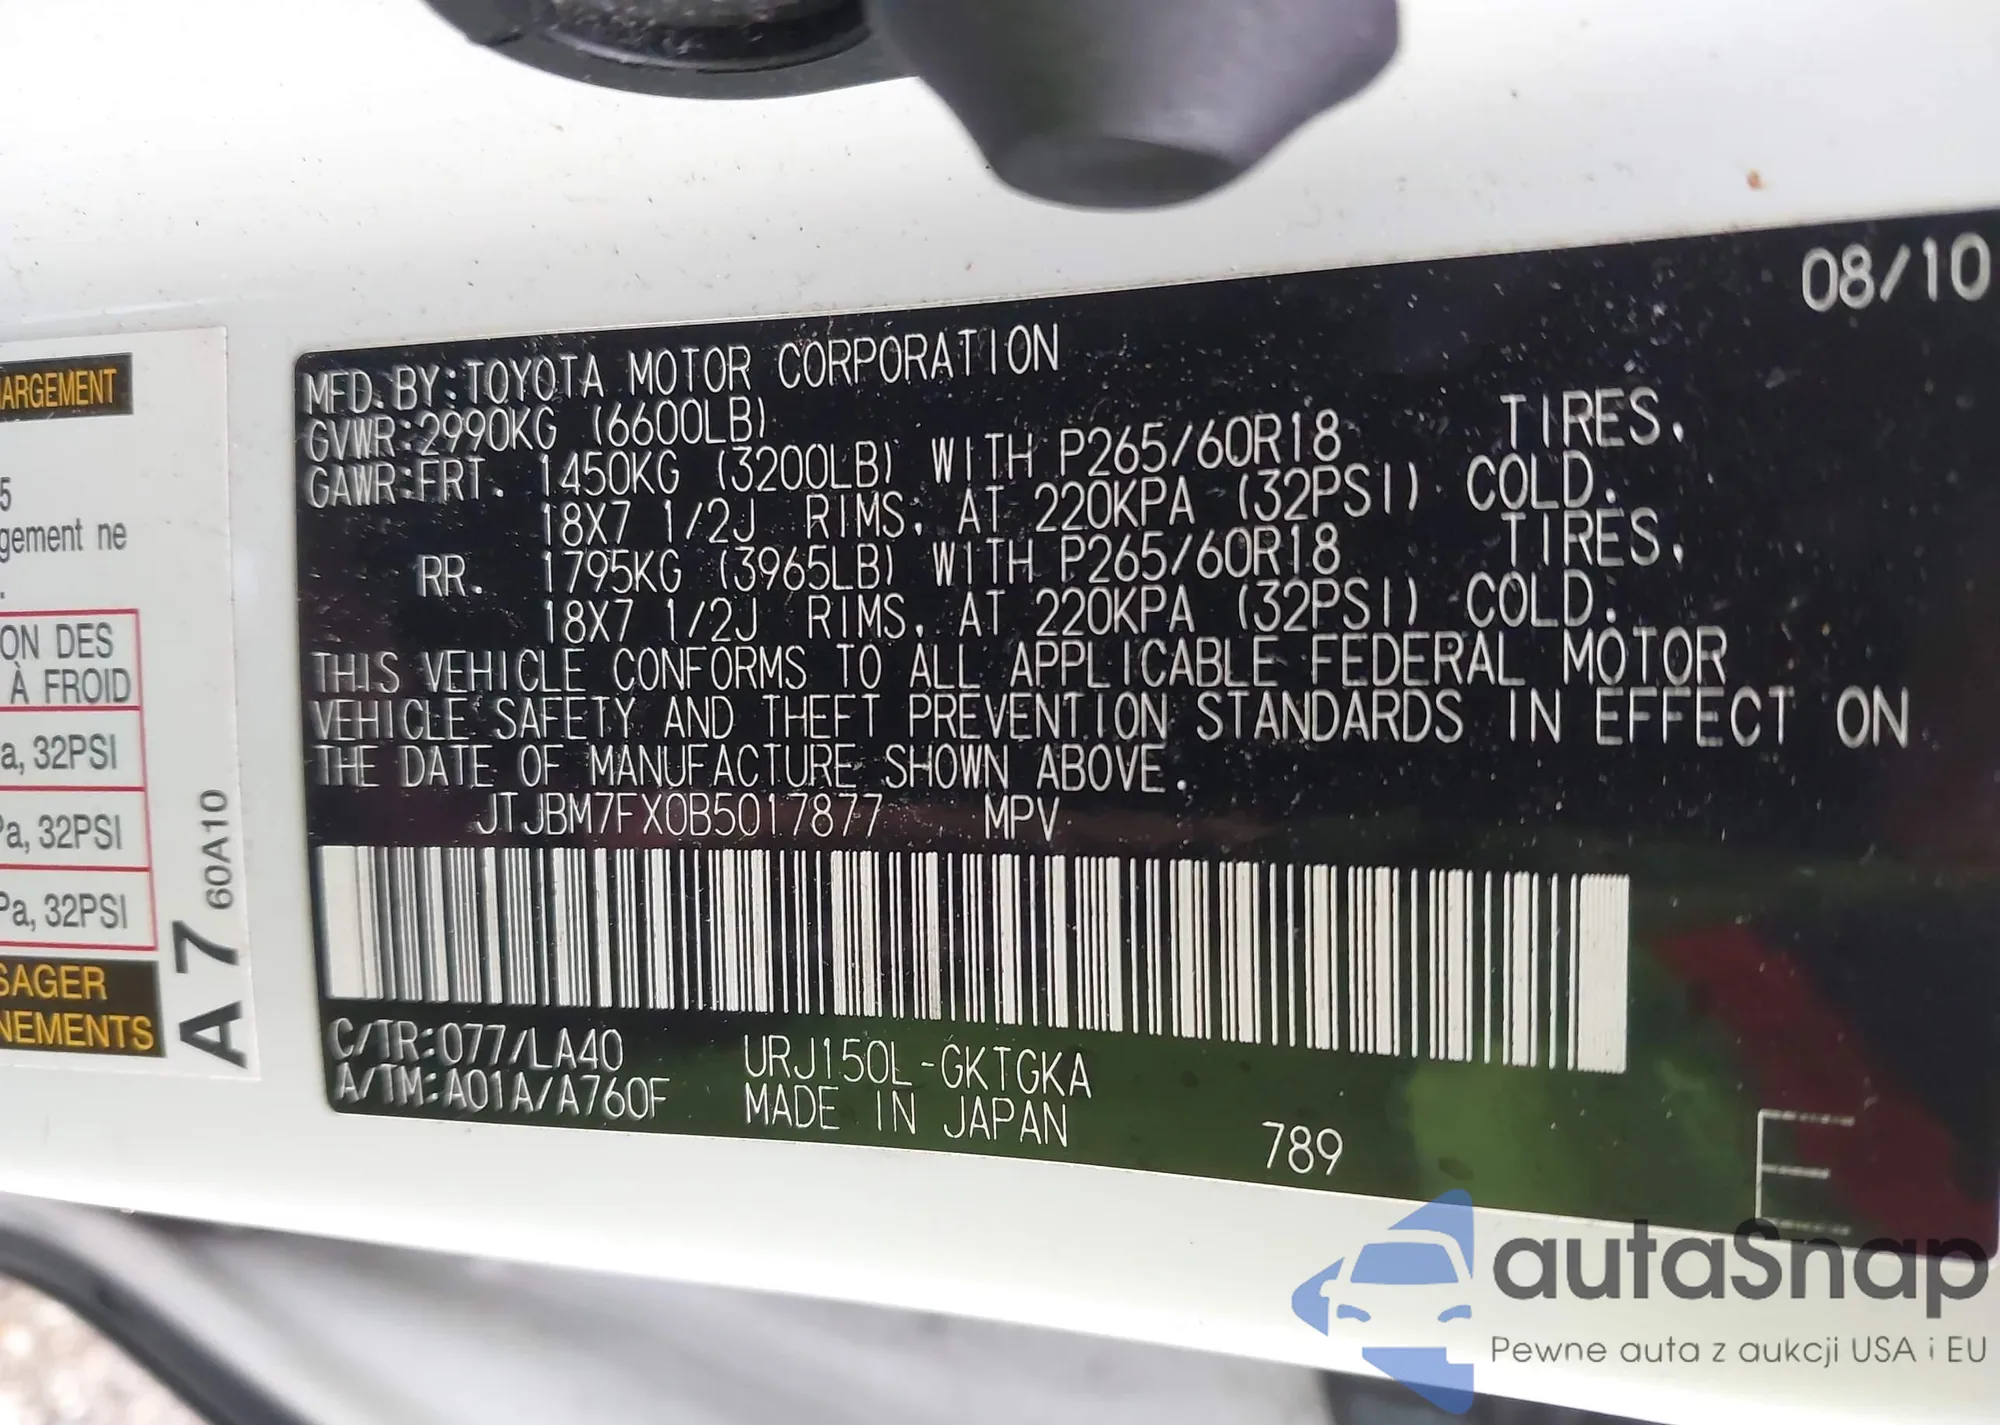 ARGEMENT
5
gement ne
.
ON DES
À FROID
a, 32PSI
Pa, 32PSI
Pa, 32PSI
SAGER
NEMENTS
A 7 60A10
08/10
MFD. BY:TOYOTA MOTOR CORPORATION
GVWR:2990KG (6600LB)
GAWR:FRT. 1450KG (3200LB) WITH P265/60R18 TIRES.
18X7 1/2J RIMS, AT 220KPA (32PSI) COLD.
RR. 1795KG (3965LB) WITH P265/60R18 TIRES.
18X7 1/2J RIMS, AT 220KPA (32PSI) COLD.
THIS VEHICLE CONFORMS TO ALL APPLICABLE FEDERAL MOTOR
VEHICLE SAFETY AND THEFT PREVENTION STANDARDS IN EFFECT ON
THE DATE OF MANUFACTURE SHOWN ABOVE.
JTJBM7FX0B5017877 MPV
C/TR:077/LA40 URJ150L-GKTGKA
A/TM:A01A/A760F MADE IN JAPAN
789
E
autaSnap
Pewne auta z aukcji USA i EU